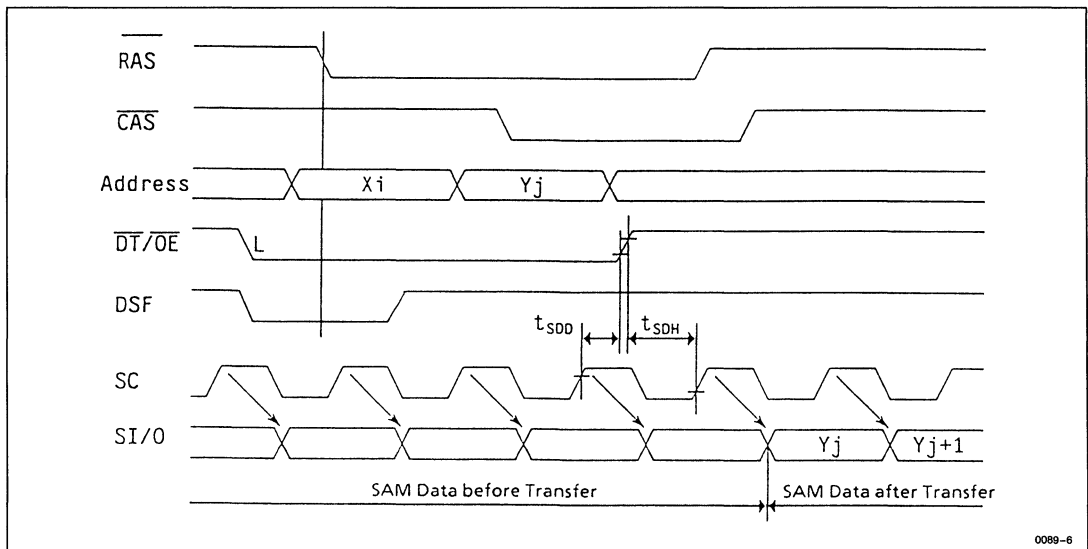 RAS
CAS
Address Xi Yj
DT/OE L
DSF
tSDD tSDH
SC
SI/O Yj Yj+1
SAM Data before Transfer SAM Data after Transfer
0089-6